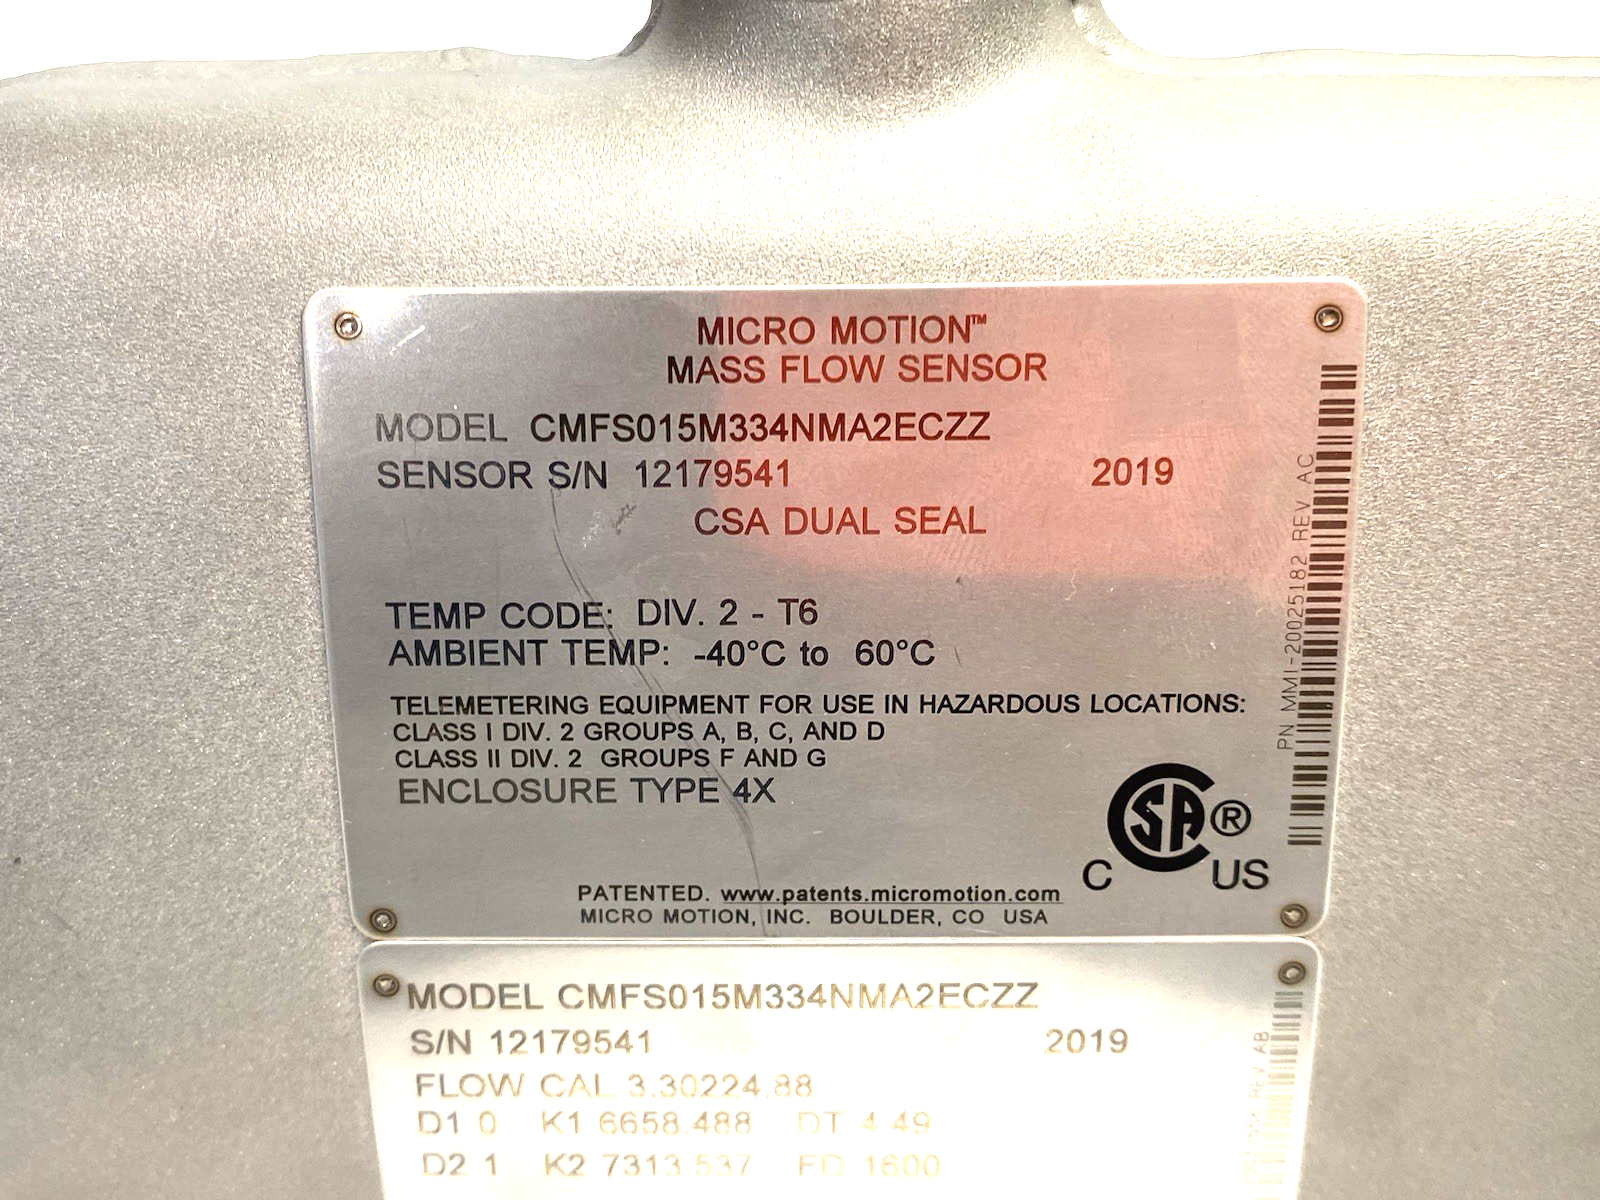 MICRO MOTION™
MASS FLOW SENSOR
MODEL CMFS015M334NMA2ECZZ
SENSOR S/N 12179541 2019
CSA DUAL SEAL
TEMP CODE: DIV. 2 - T6
AMBIENT TEMP: -40°C to 60°C
TELEMETERING EQUIPMENT FOR USE IN HAZARDOUS LOCATIONS:
CLASS I DIV. 2 GROUPS A, B, C, AND D
CLASS II DIV. 2 GROUPS F AND G
ENCLOSURE TYPE 4X
PATENTED. www.patents.micromotion.com
MICRO MOTION, INC. BOULDER, CO USA
C SA ® US
PN MMI-20025182 REV AC
MODEL CMFS015M334NMA2ECZZ
S/N 12179541 2019
FLOW CAL 3.30224.88
D1 0 K1 6658.488 DT 4.49
D2 1 K2 7313.537 FD 1600
REV AB